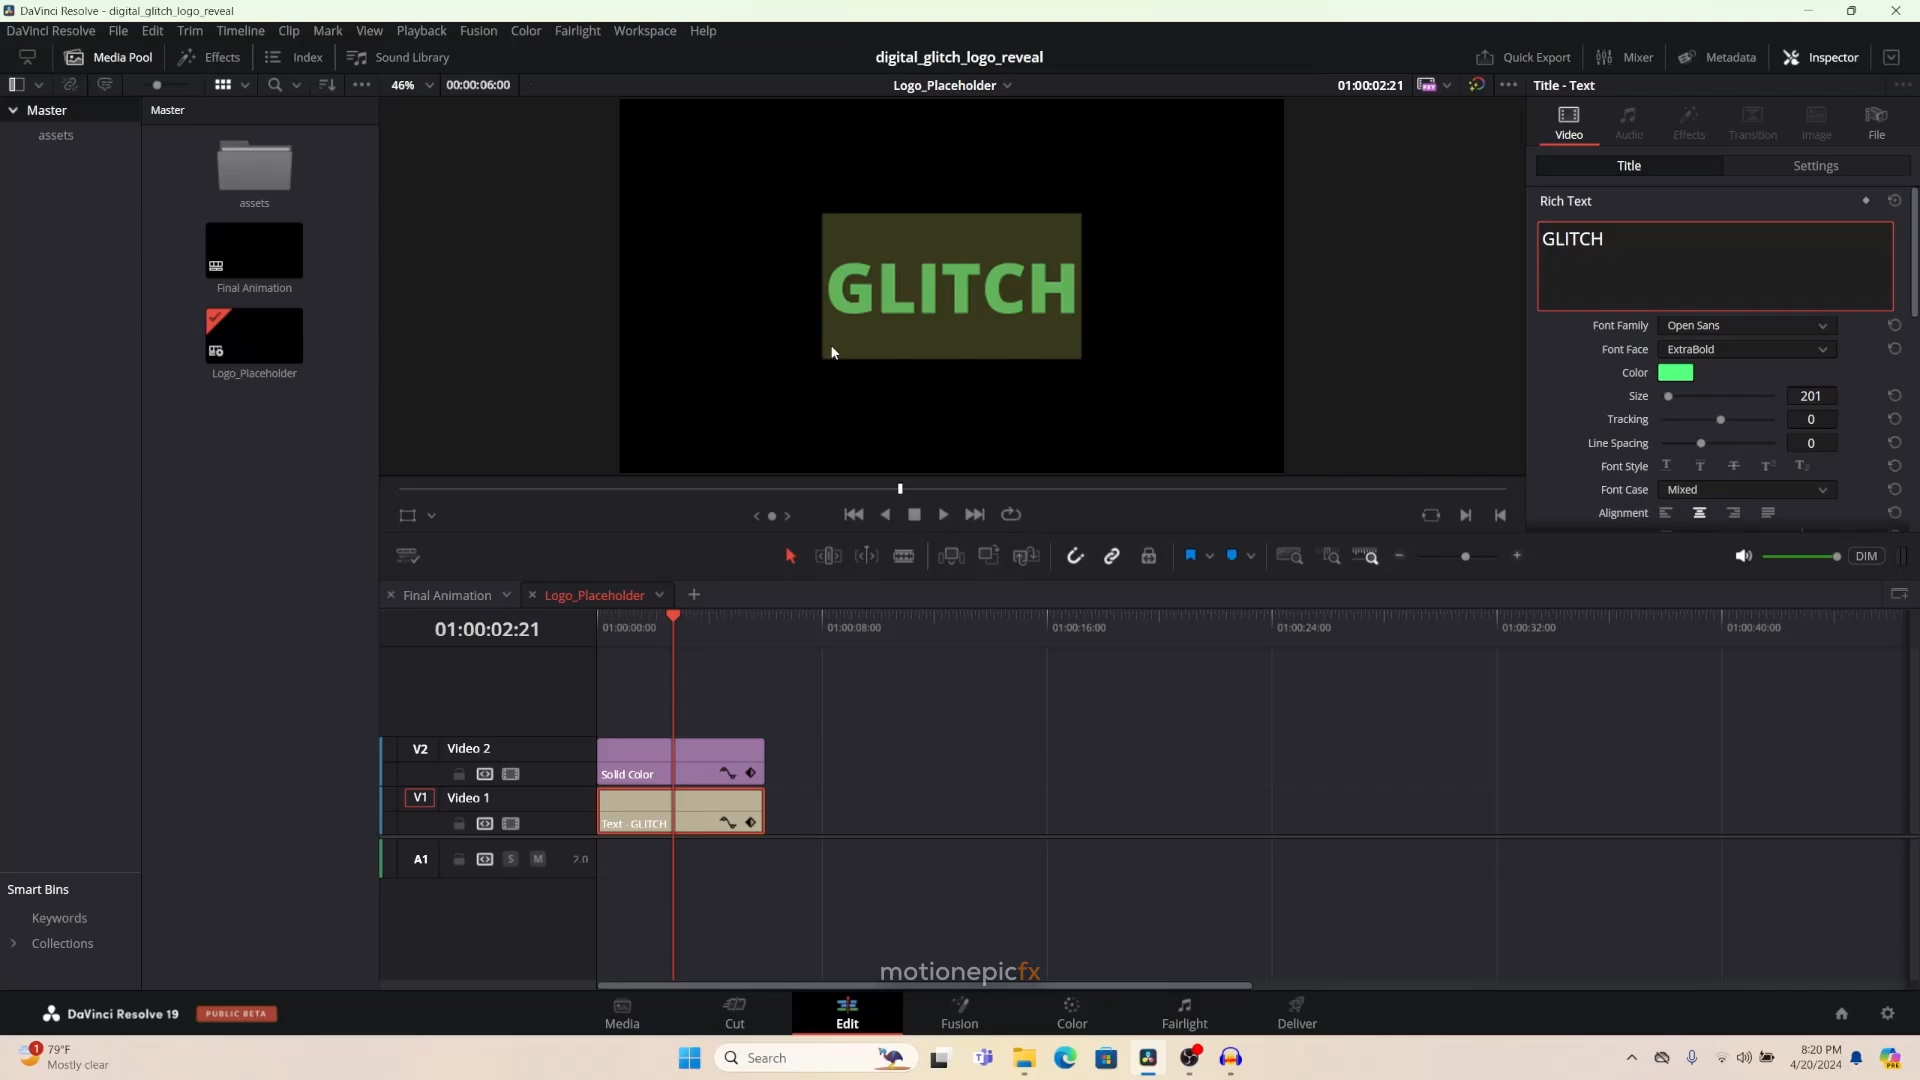 DaVinci Resolve - digital_glitch_logo_reveal
DaVinci Resolve File Edit Trim Timeline Clip Mark View Playback Fusion Color Fairlight Workspace Help
Media Pool Effects Index Sound Library
digital_glitch_logo_reveal
Quick Export Mixer Metadata Inspector
46% 00:00:06:00
Logo_Placeholder
01:00:02:21
Title - Text
Master
assets
Master
assets
Final Animation
Logo_Placeholder
GLITCH
Video Audio Effects Transition Image File
Title Settings
Rich Text
GLITCH
Font Family Open Sans
Font Face ExtraBold
Color
Size 201
Tracking 0
Line Spacing 0
Font Style
Font Case Mixed
Alignment
DIM
Final Animation Logo_Placeholder
01:00:02:21
01:00:00:00 01:00:08:00 01:00:16:00 01:00:24:00 01:00:32:00 01:00:40:00
V2 Video 2
Solid Color
V1 Video 1
Text - GLITCH
A1 S M 2.0
Smart Bins
Keywords
Collections
motionepicfx
DaVinci Resolve 19 PUBLIC BETA
Media Cut Edit Fusion Color Fairlight Deliver
1 79°F
Mostly clear
Search
8:20 PM
4/20/2024
PRE